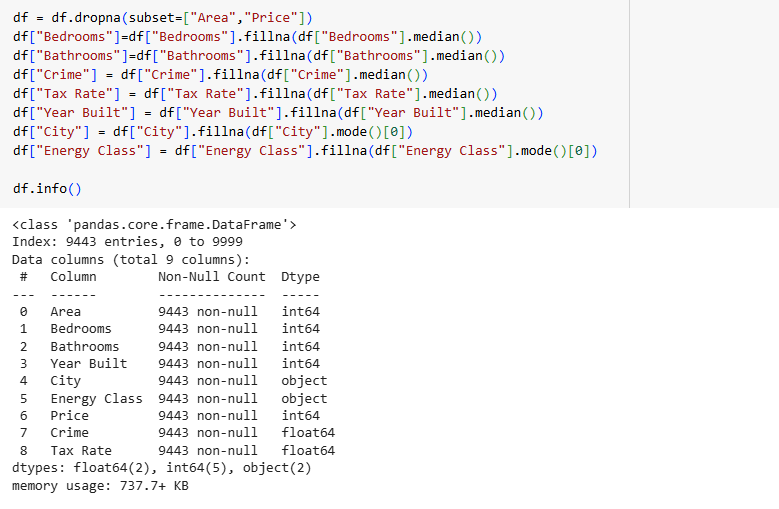 df = df.dropna(subset=["Area","Price"])
df["Bedrooms"]=df["Bedrooms"].fillna(df["Bedrooms"].median())
df["Bathrooms"]=df["Bathrooms"].fillna(df["Bathrooms"].median())
df["Crime"] = df["Crime"].fillna(df["Crime"].median())
df["Tax Rate"] = df["Tax Rate"].fillna(df["Tax Rate"].median())
df["Year Built"] = df["Year Built"].fillna(df["Year Built"].median())
df["City"] = df["City"].fillna(df["City"].mode()[0])
df["Energy Class"] = df["Energy Class"].fillna(df["Energy Class"].mode()[0])
df.info()
<class 'pandas.core.frame.DataFrame'>
Index: 9443 entries, 0 to 9999
Data columns (total 9 columns):
 #   Column        Non-Null Count  Dtype
---  ------        --------------  -----
 0   Area          9443 non-null   int64
 1   Bedrooms      9443 non-null   int64
 2   Bathrooms     9443 non-null   int64
 3   Year Built    9443 non-null   int64
 4   City          9443 non-null   object
 5   Energy Class  9443 non-null   object
 6   Price         9443 non-null   int64
 7   Crime         9443 non-null   float64
 8   Tax Rate      9443 non-null   float64
dtypes: float64(2), int64(5), object(2)
memory usage: 737.7+ KB